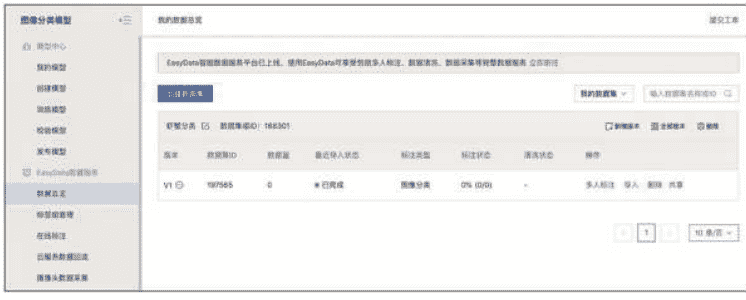 图像分类模型
我的数据总览
提交工单
模型中心
我的模型
创建模型
训练模型
校验模型
发布模型
EasyData数据服务
数据总览
标签组管理
在线标注
云服务数据回流
摄像头数据采集
EasyData智能数据服务平台已上线，使用EasyData可享受包括多人标注、数据清洗、数据采集等完整数据服务 立即前往
创建数据集
我的数据集
输入数据集名称或ID
虾蟹分类 数据集组ID: 168301
新增版本 全部版本 删除
版本 数据集ID 数据量 最近导入状态 标注类型 标注状态 清洗状态 操作
V1 197565 0 已完成 图像分类 0% (0/0) - 多人标注 导入 删除 共享
1
10 条/页